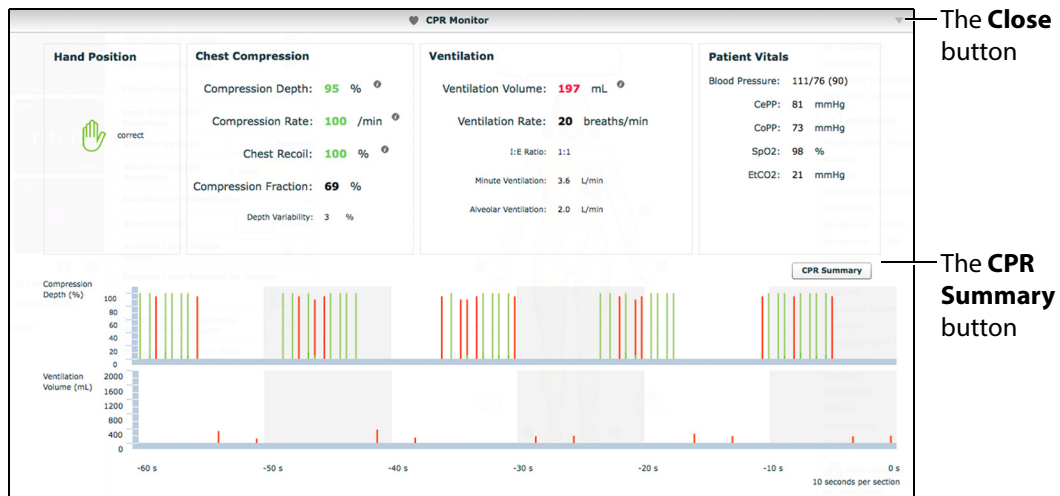 CPR Monitor
The Close
button
Hand Position
correct
Chest Compression
Compression Depth: 95 %
Compression Rate: 100 /min
Chest Recoil: 100 %
Compression Fraction: 69 %
Depth Variability: 3 %
Ventilation
Ventilation Volume: 197 mL
Ventilation Rate: 20 breaths/min
I:E Ratio: 1:1
Minute Ventilation: 3.6 L/min
Alveolar Ventilation: 2.0 L/min
Patient Vitals
Blood Pressure: 111/76 (90)
CePP: 81 mmHg
CoPP: 73 mmHg
SpO2: 98 %
EtCO2: 21 mmHg
CPR Summary
The CPR
Summary
button
Compression
Depth (%)
100
80
60
40
20
0
Ventilation
Volume (mL)
2000
1600
1200
800
400
0
-60 s -50 s -40 s -30 s -20 s -10 s 0 s
10 seconds per section